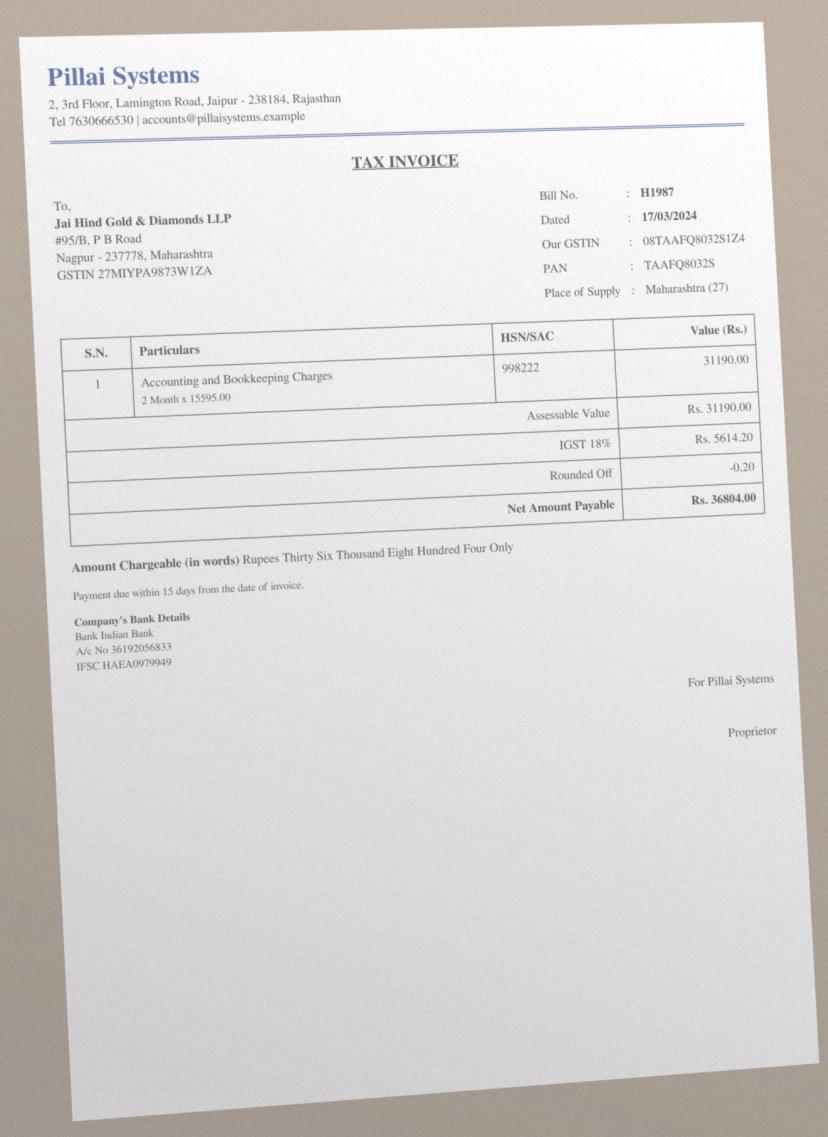 Pillai Systems
2, 3rd Floor, Lamington Road, Jaipur - 238184, Rajasthan
Tel 7630666530 | accounts@pillaisystems.example
TAX INVOICE
To,
Jai Hind Gold & Diamonds LLP
#95/B, P B Road
Nagpur - 237778, Maharashtra
GSTIN 27MIYPA9873W1ZA
Bill No. : H1987
Dated : 17/03/2024
Our GSTIN : 08TAAFQ8032S1Z4
PAN : TAAFQ8032S
Place of Supply : Maharashtra (27)
S.N. Particulars HSN/SAC Value (Rs.)
1 Accounting and Bookkeeping Charges 998222 31190.00
2 Month x 15595.00
Assessable Value Rs. 31190.00
IGST 18% Rs. 5614.20
Rounded Off -0.20
Net Amount Payable Rs. 36804.00
Amount Chargeable (in words) Rupees Thirty Six Thousand Eight Hundred Four Only
Payment due within 15 days from the date of invoice.
Company's Bank Details
Bank Indian Bank
A/c No 36192056833
IFSC HAEA0979949
For Pillai Systems
Proprietor